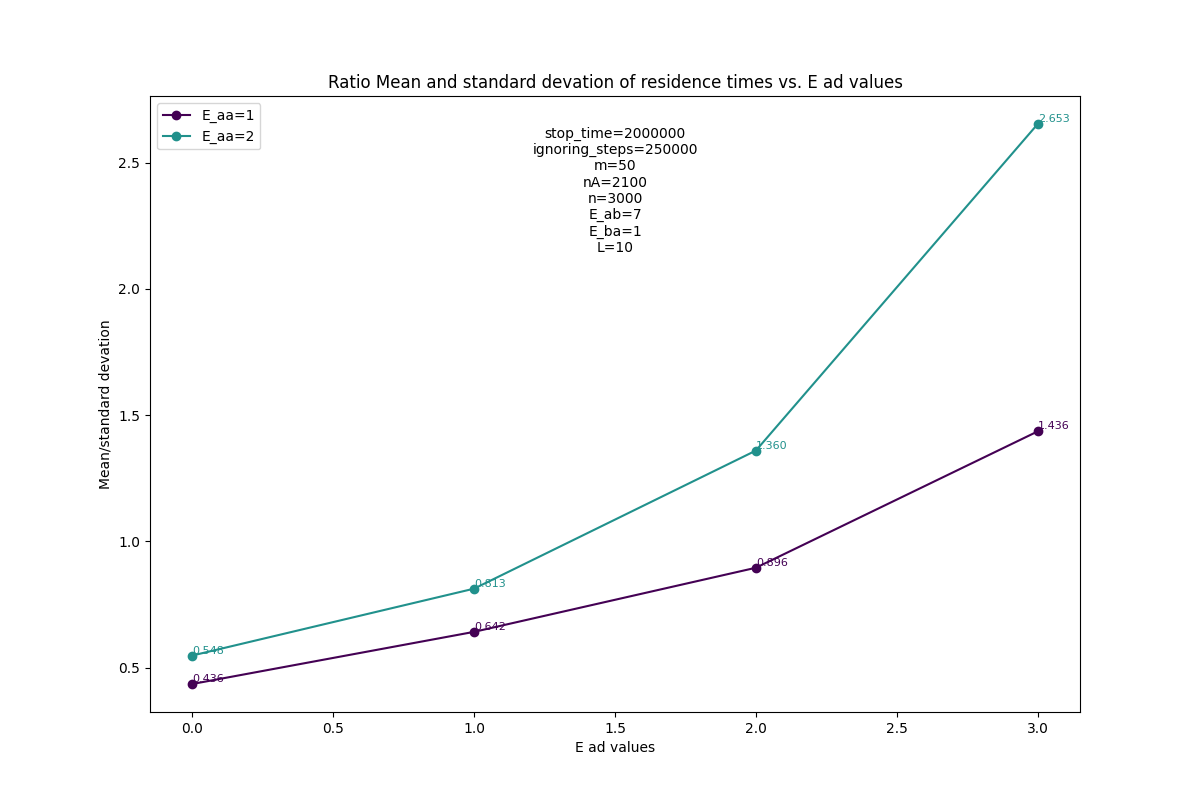 Ratio Mean and standard devation of residence times vs. E ad values
E_aa=1
E_aa=2
stop_time=2000000
ignoring_steps=250000
m=50
nA=2100
n=3000
E_ab=7
E_ba=1
L=10
2.653
1.436
1.360
0.896
0.813
0.642
0.548
0.436
Mean/standard devation
2.5
2.0
1.5
1.0
0.5
0.0
0.5
1.0
1.5
2.0
2.5
3.0
E ad values